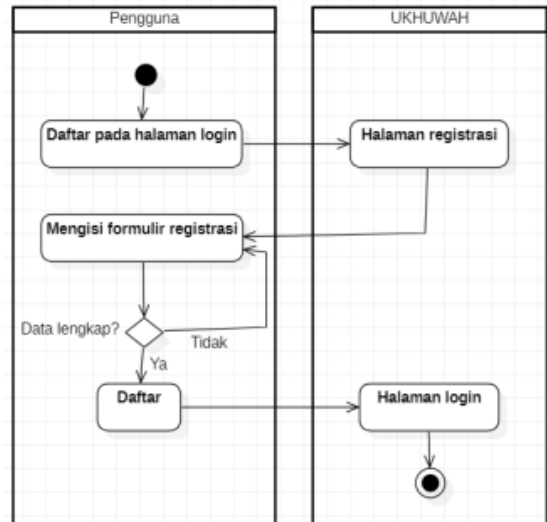 Pengguna
UKHUWAH
Daftar pada halaman login
Halaman registrasi
Mengisi formulir registrasi
Data lengkap?
Tidak
Ya
Daftar
Halaman login